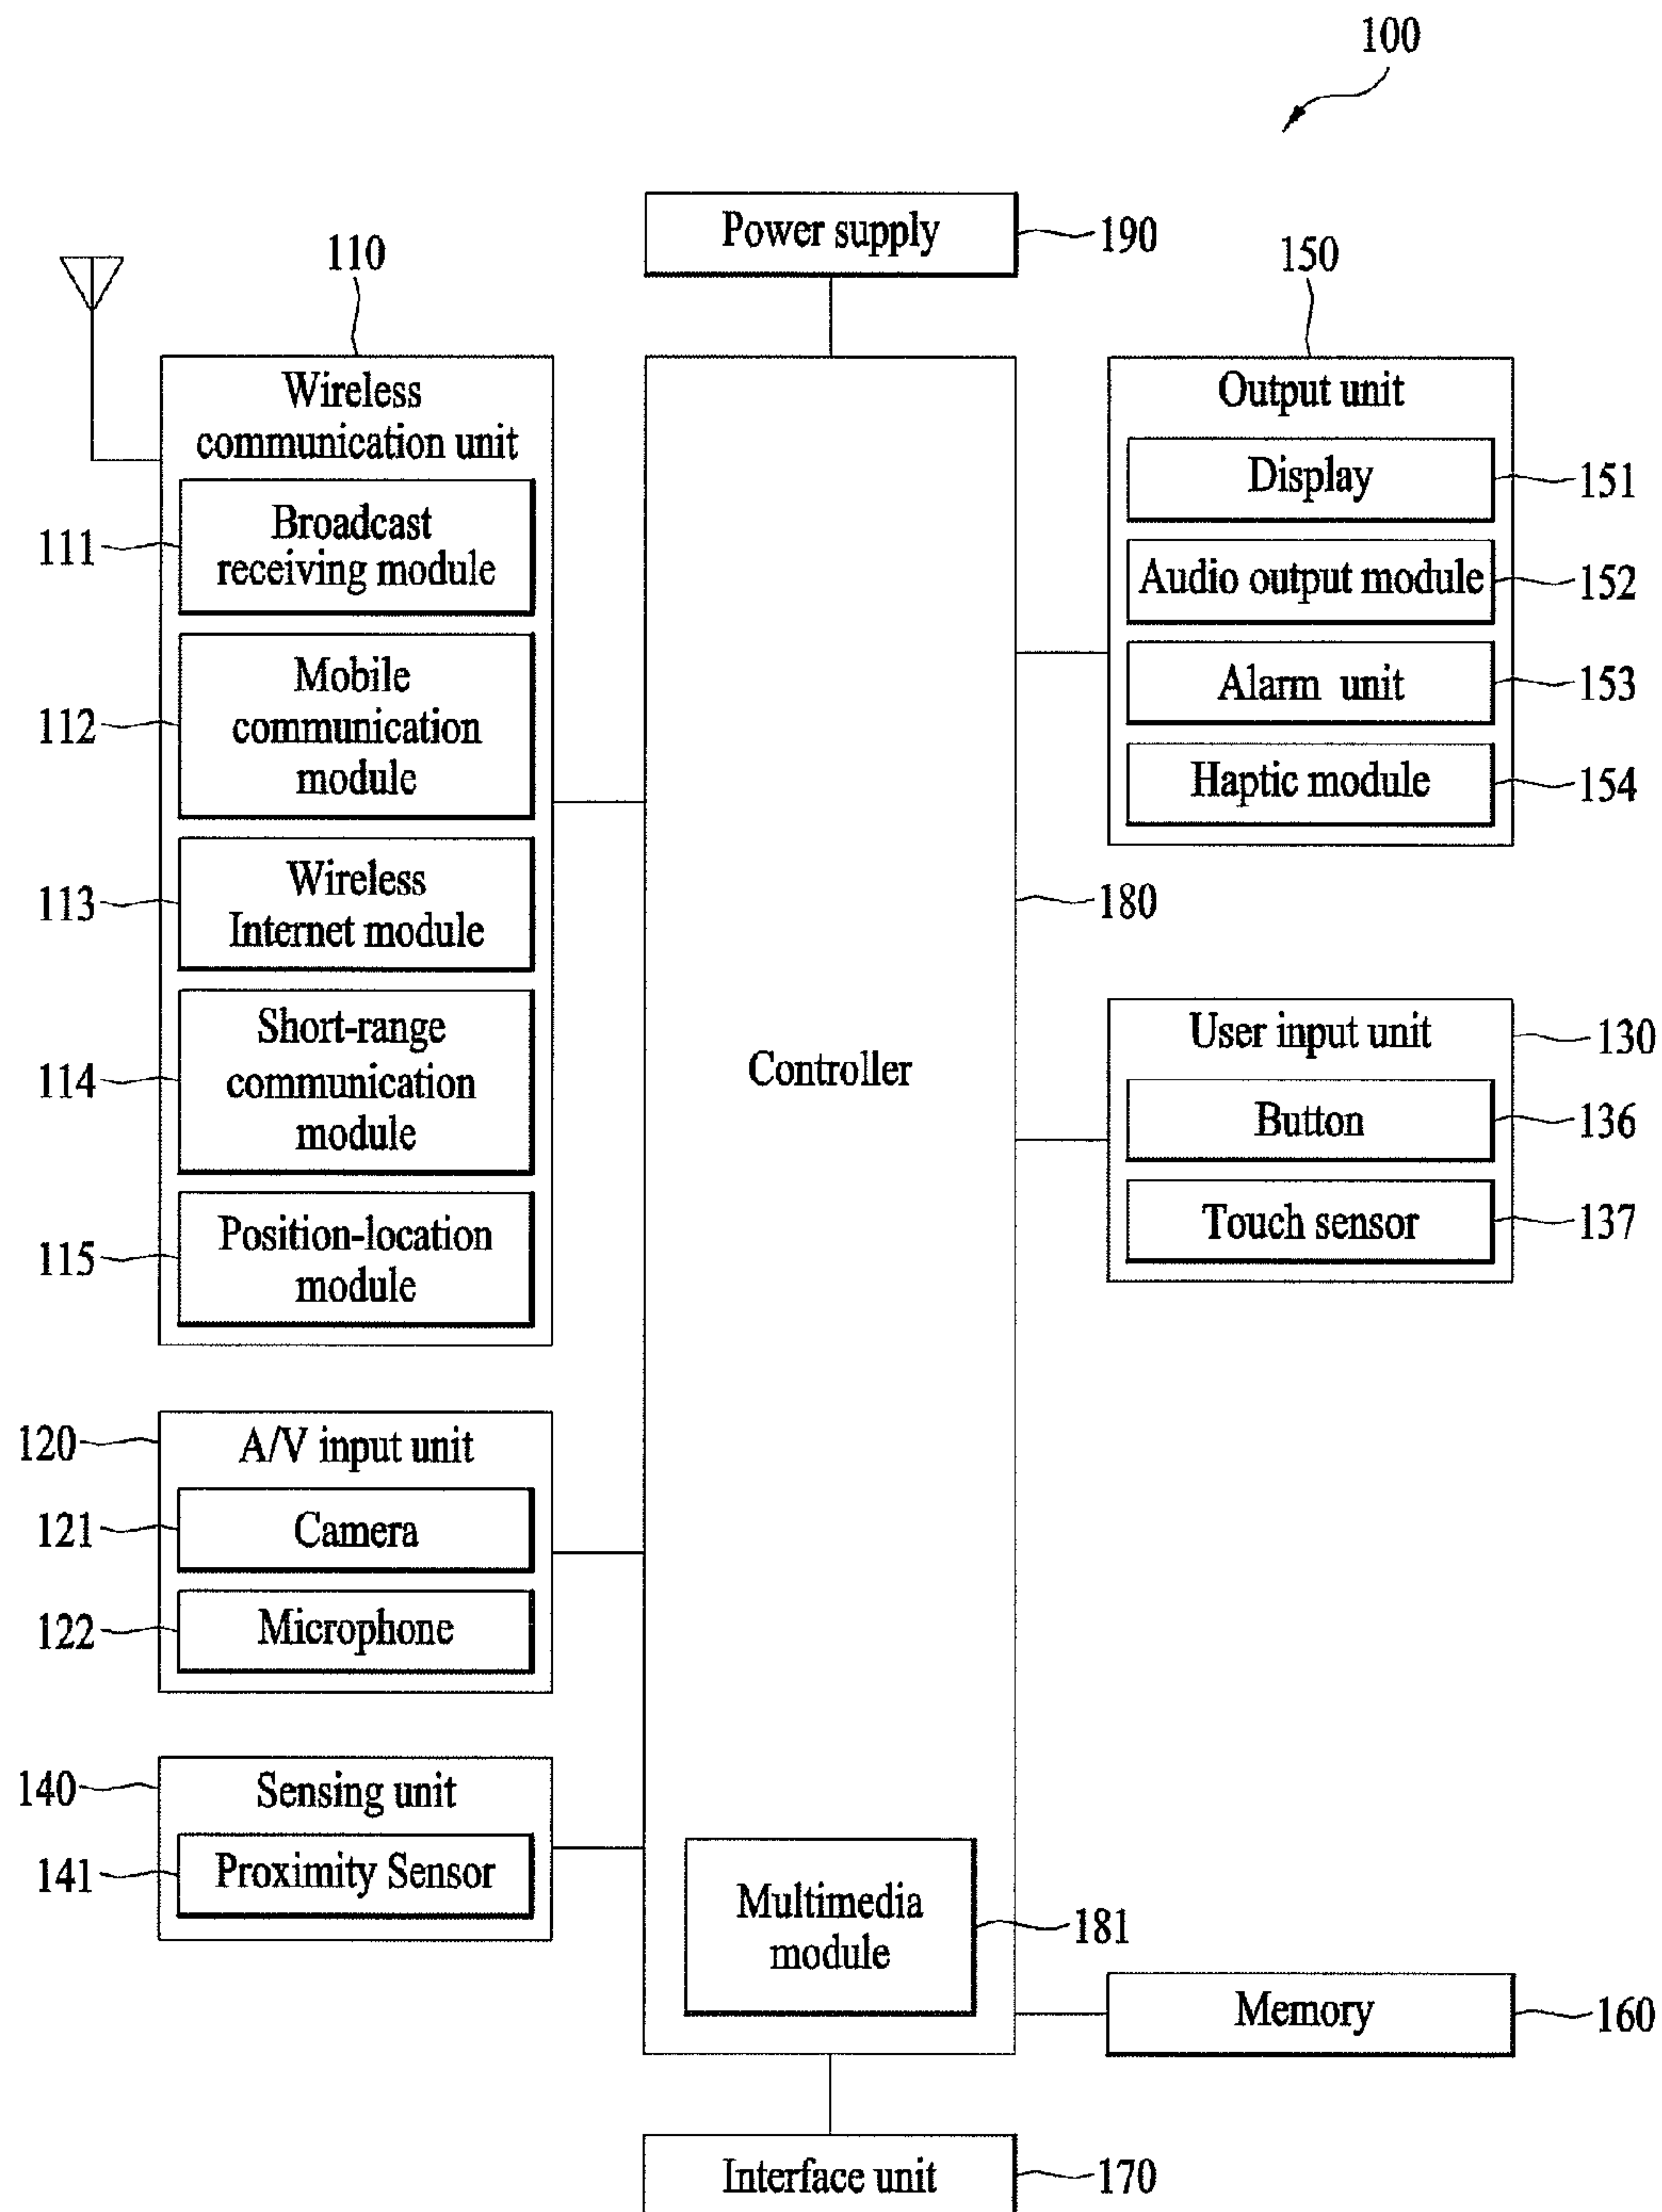 100
Power supply
190
110
Wireless
communication unit
111
Broadcast
receiving module
112
Mobile
communication
module
113
Wireless
Internet module
114
Short-range
communication
module
115
Position-location
module
120
A/V input unit
121
Camera
122
Microphone
140
Sensing unit
141
Proximity Sensor
Controller
180
Multimedia
module
181
150
Output unit
Display
151
Audio output module
152
Alarm unit
153
Haptic module
154
User input unit
130
Button
136
Touch sensor
137
Memory
160
Interface unit
170